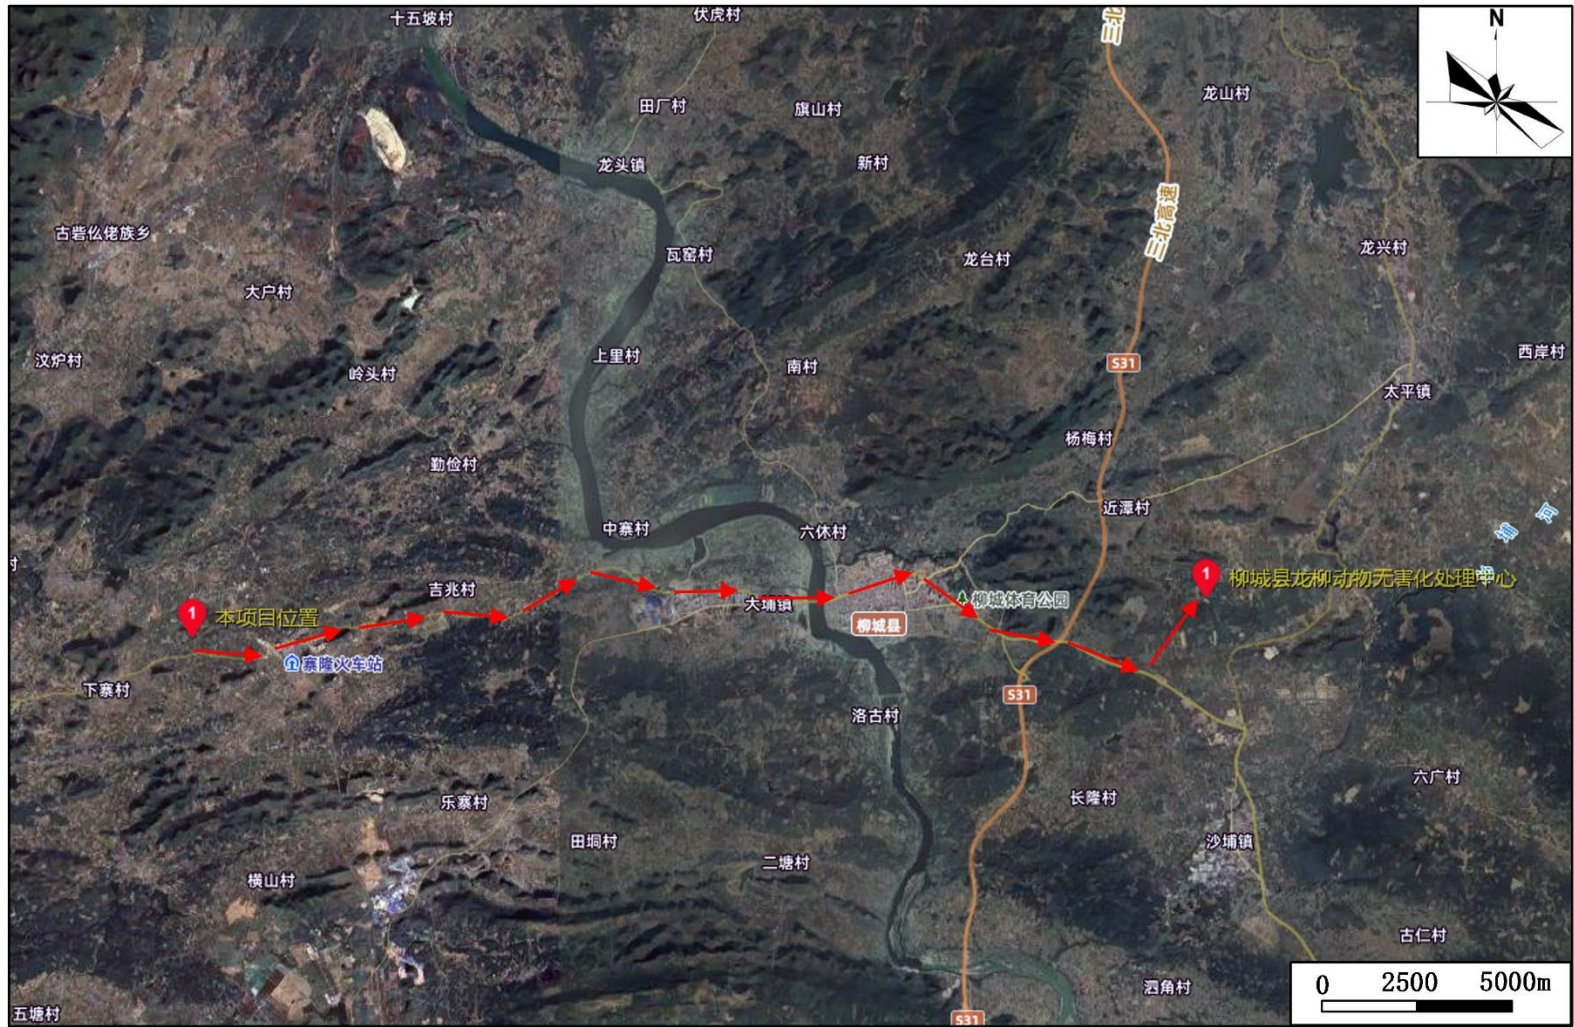 十五坡村
伏虎村
三北
N
龙山村
田厂村
旗山村
龙头镇
新村
三北高速
古砦仫佬族乡
瓦窑村
龙台村
龙兴村
大户村
汶炉村
岭头村
上里村
南村
S31
西岸村
太平镇
杨梅村
勤俭村
中寨村
六休村
近潭村
河
埔
村
吉兆村
1
本项目位置
大埔镇
柳城体育公园
1
柳城县龙柳动物无害化处理中心
柳城县
寨隆火车站
下寨村
S31
洛古村
乐寨村
长隆村
六广村
田垌村
二塘村
沙埔镇
横山村
古仁村
泗角村
五塘村
S31
0 2500 5000m